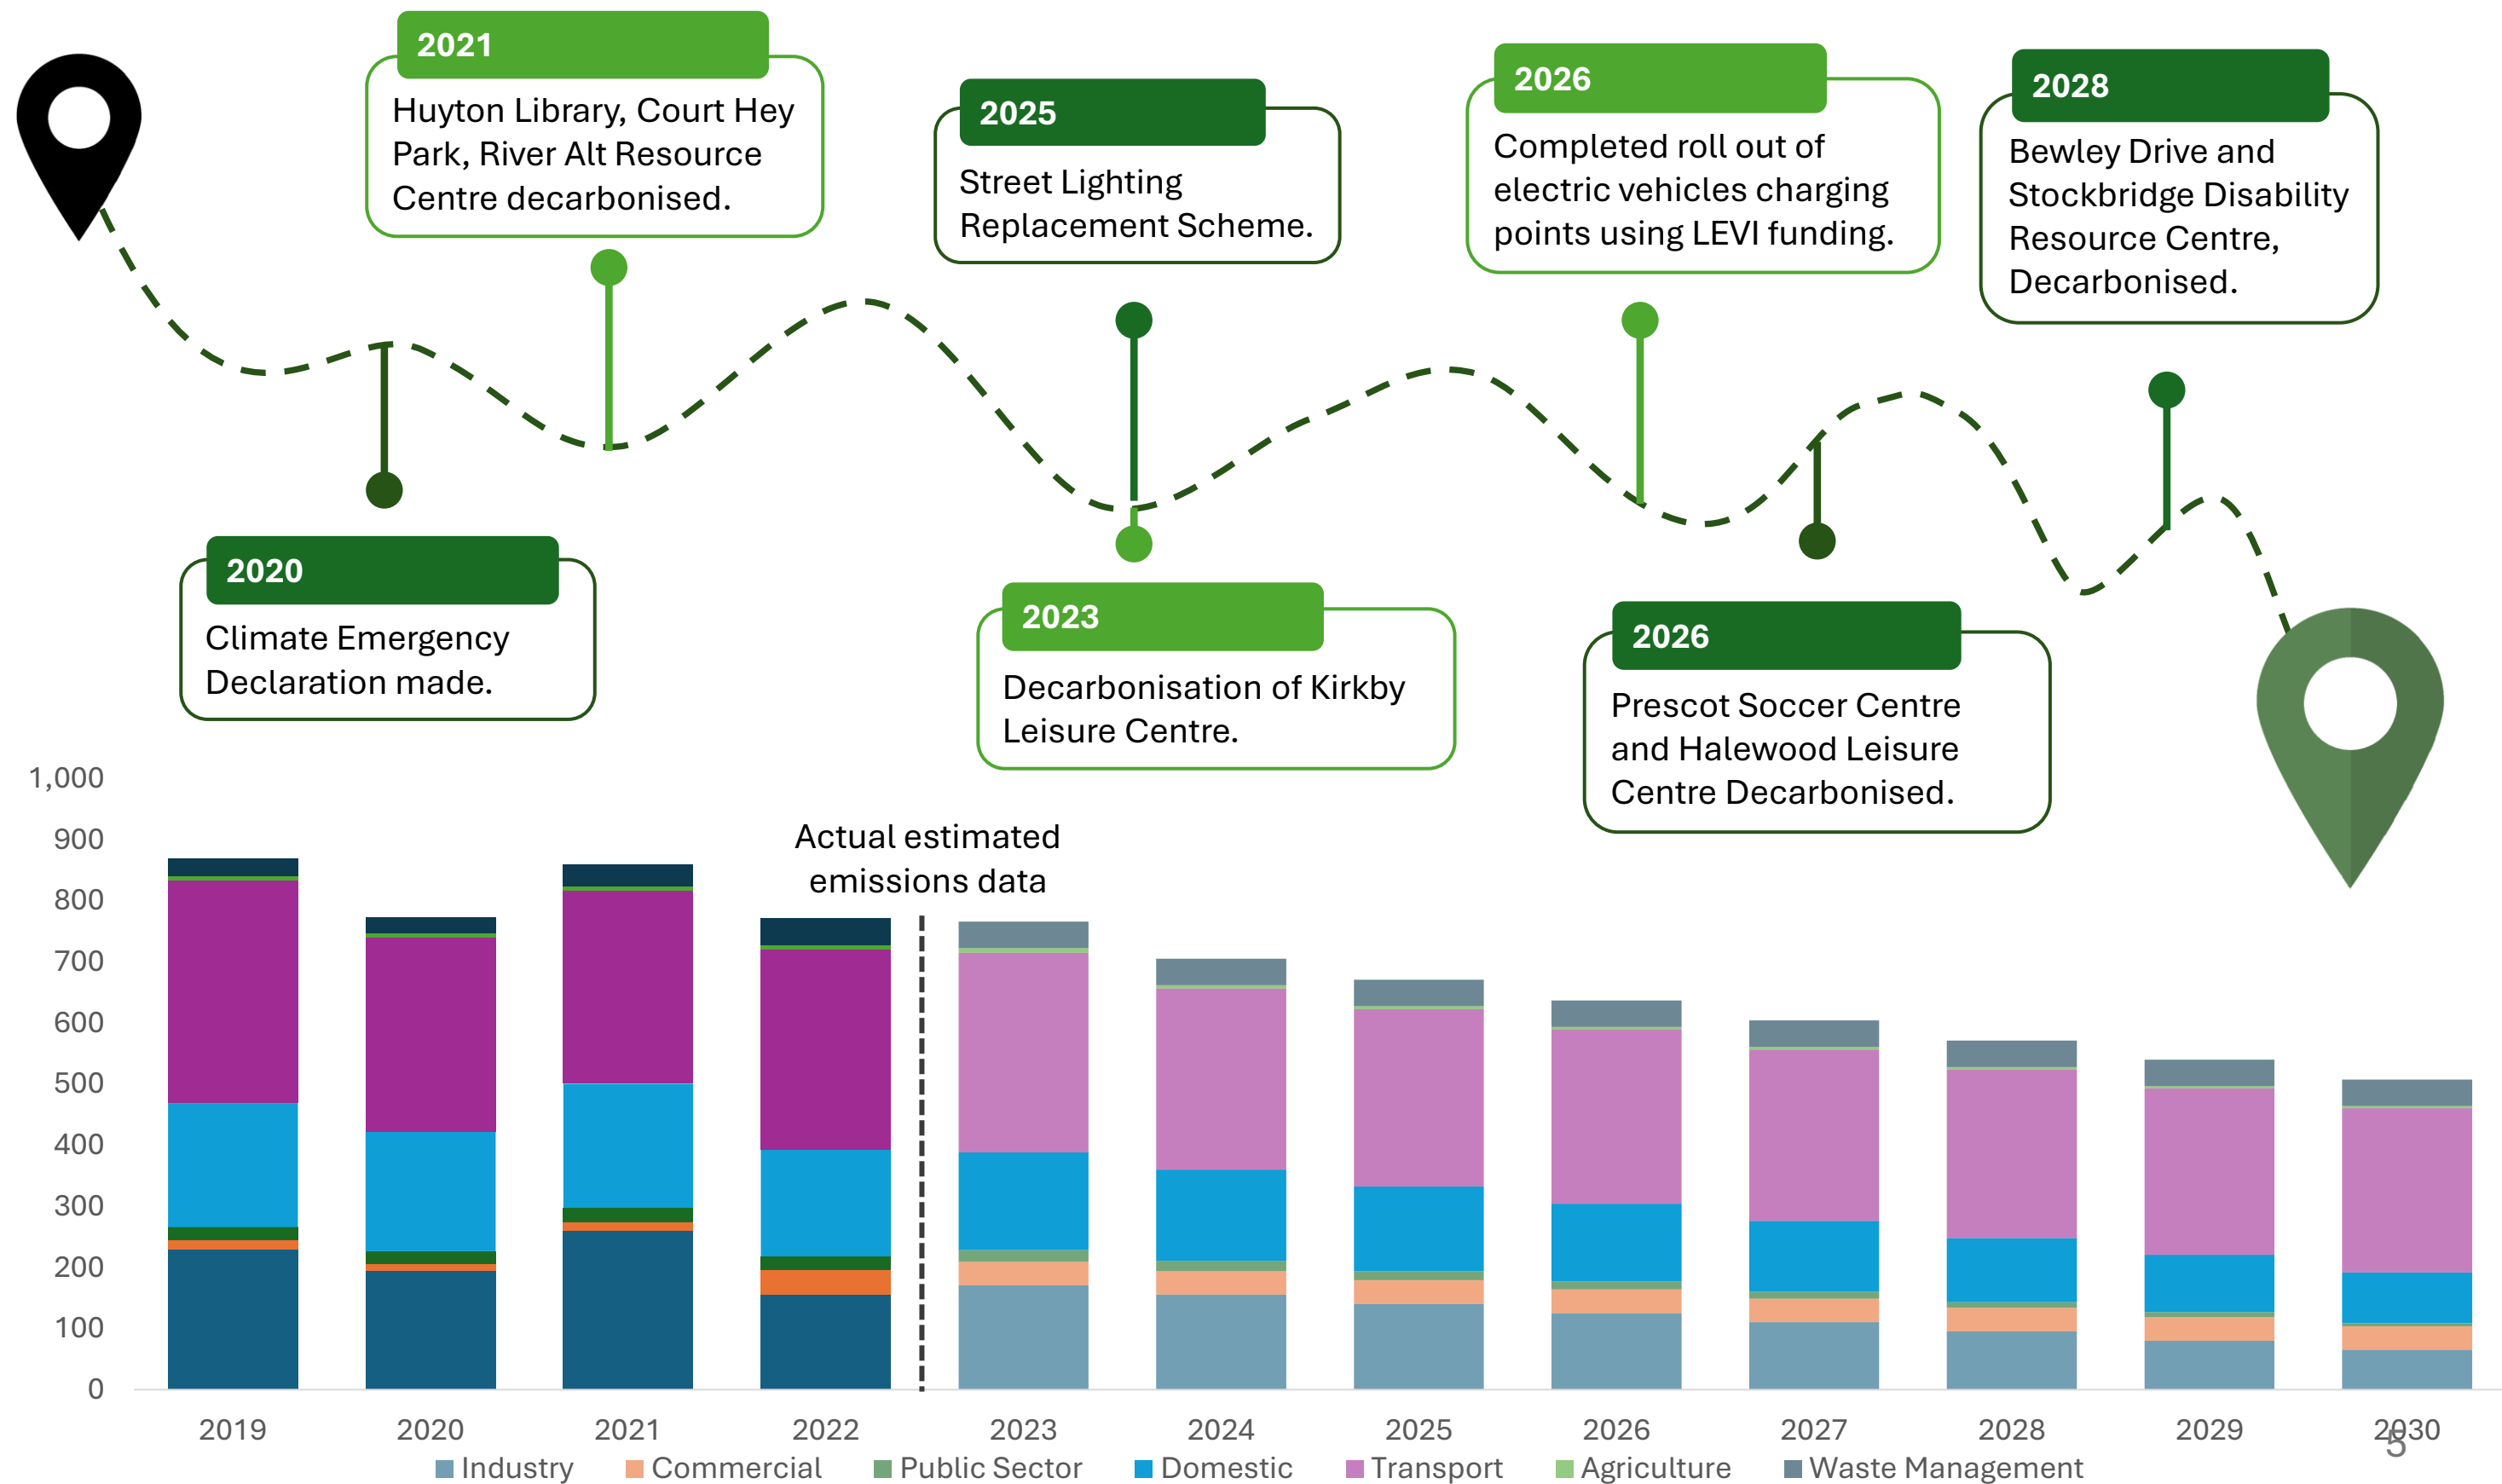 2021
Huyton Library, Court Hey
Park, River Alt Resource
Centre decarbonised.
2025
Street Lighting
Replacement Scheme.
2026
Completed roll out of
electric vehicles charging
points using LEVI funding.
2028
Bewley Drive and
Stockbridge Disability
Resource Centre,
Decarbonised.
2020
Climate Emergency
Declaration made.
2023
Decarbonisation of Kirkby
Leisure Centre.
2026
Prescot Soccer Centre
and Halewood Leisure
Centre Decarbonised.
Actual estimated
emissions data
1,000
900
800
700
600
500
400
300
200
100
0
2019 2020 2021 2022 2023 2024 2025 2026 2027 2028 2029 2030
Industry Commercial Public Sector Domestic Transport Agriculture Waste Management
5